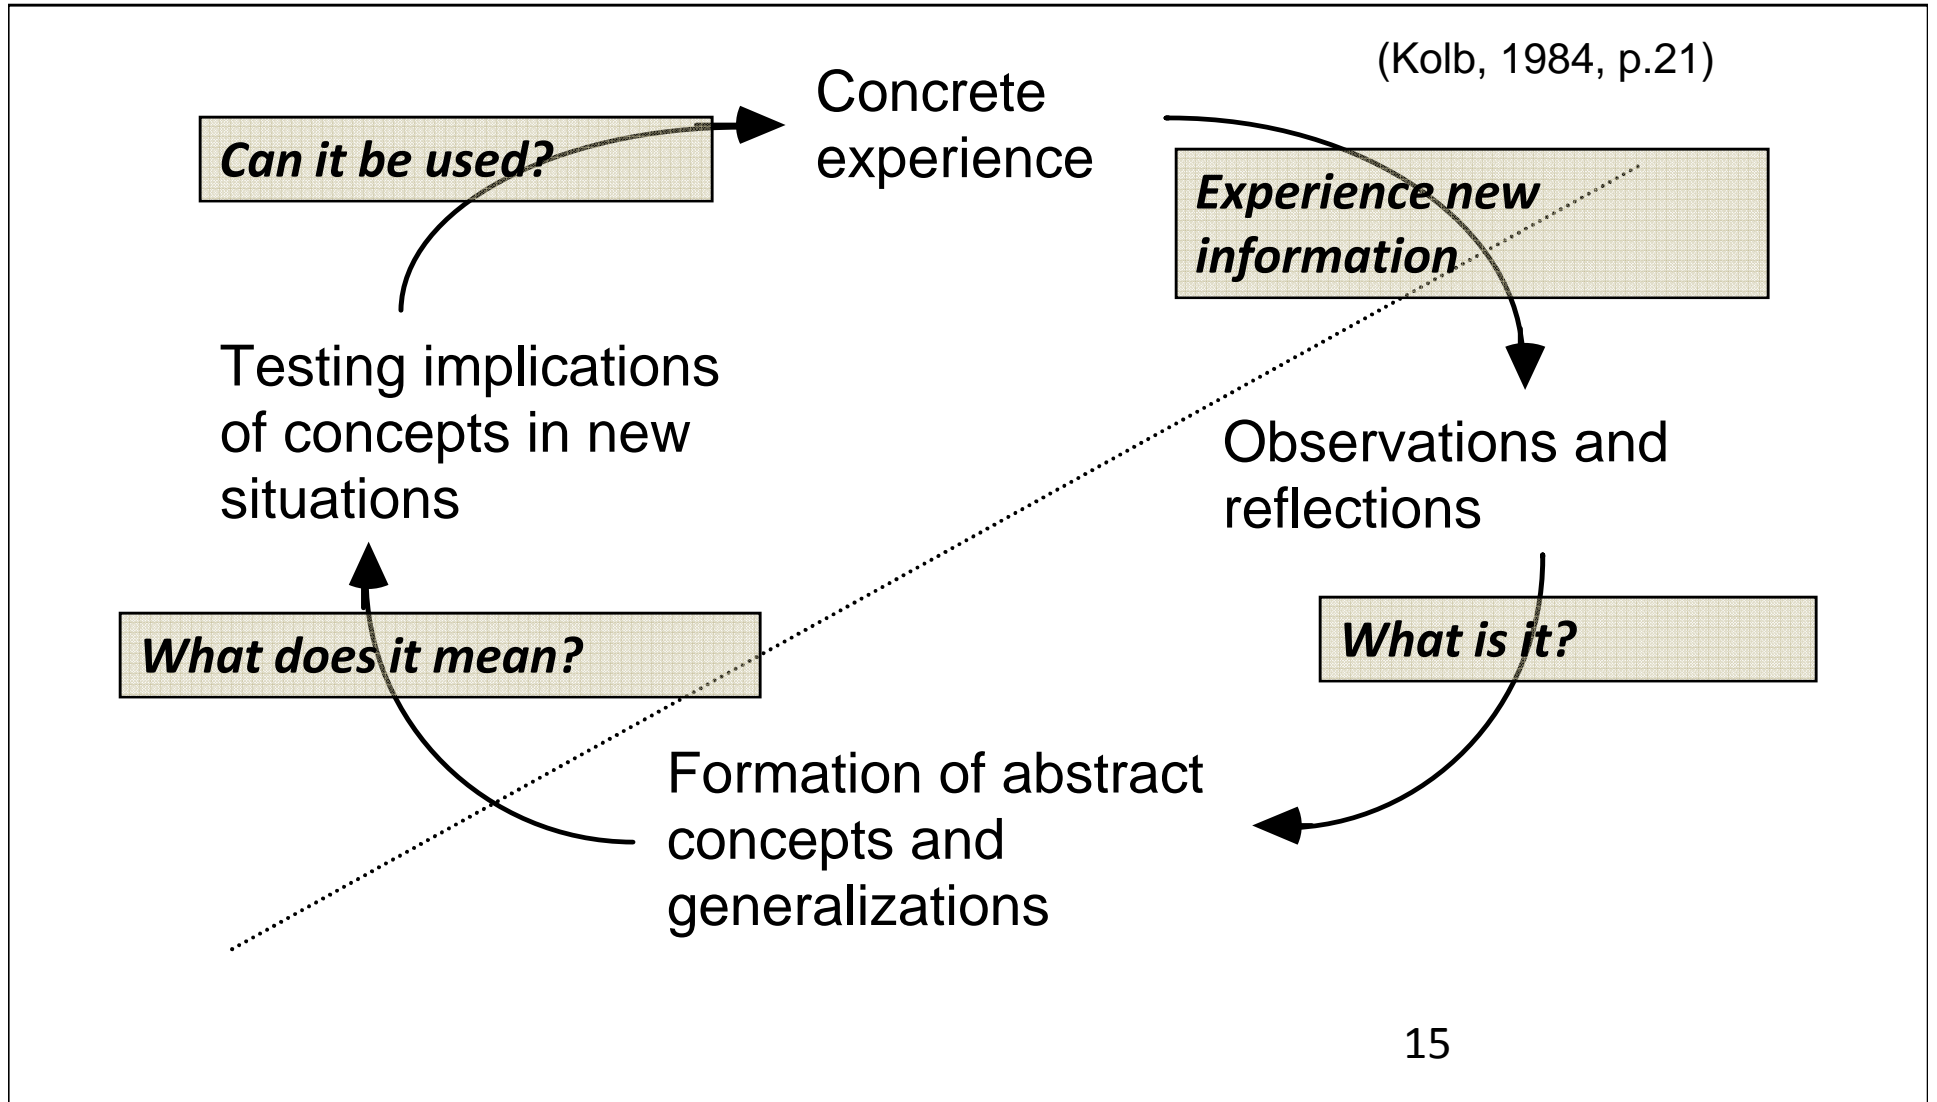 (Kolb, 1984, p.21)
Concrete
experience
Can it be used?
Experience new
information
Testing implications
of concepts in new
situations
Observations and
reflections
What does it mean?
What is it?
Formation of abstract
concepts and
generalizations
15